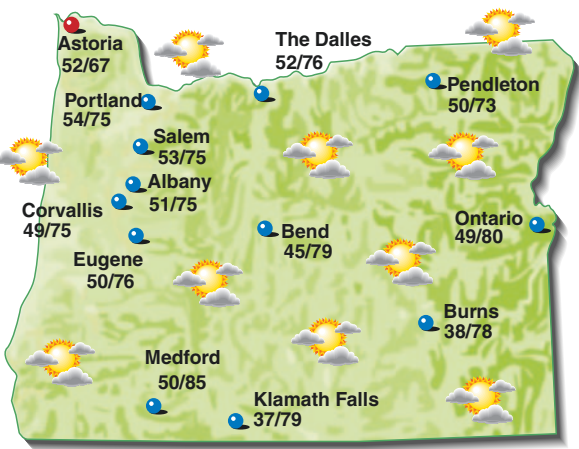 Astoria
52/67
The Dalles
52/76
Pendleton
50/73
Portland
54/75
Salem
53/75
Albany
51/75
Corvallis
49/75
Eugene
50/76
Bend
45/79
Ontario
49/80
Burns
38/78
Medford
50/85
Klamath Falls
37/79